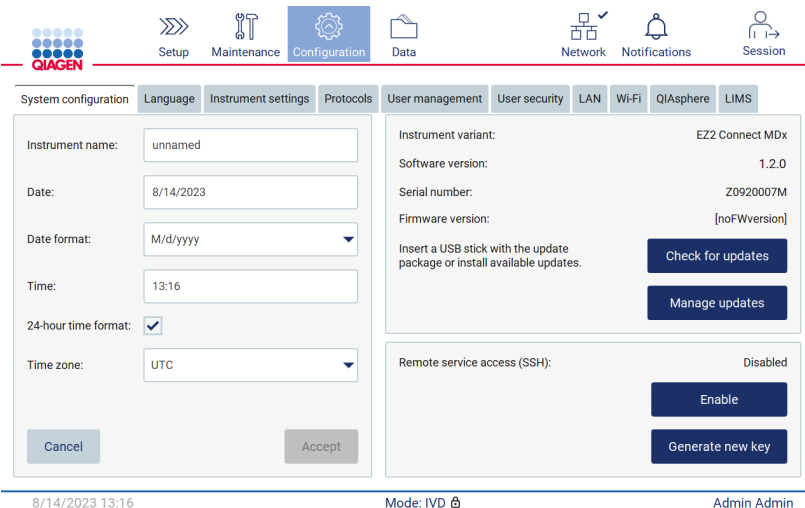 QIAGEN
Setup
Maintenance
Configuration
Data
Network
Notifications
Session
System configuration
Language
Instrument settings
Protocols
User management
User security
LAN
Wi-Fi
QIAsphere
LIMS
Instrument name:
unnamed
Date:
8/14/2023
Date format:
M/d/yyyy
Time:
13:16
24-hour time format:
Time zone:
UTC
Cancel
Accept
Instrument variant:
EZ2 Connect MDx
Software version:
1.2.0
Serial number:
Z0920007M
Firmware version:
[noFWversion]
Insert a USB stick with the update
package or install available updates.
Check for updates
Manage updates
Remote service access (SSH):
Disabled
Enable
Generate new key
8/14/2023 13:16
Mode: IVD
Admin Admin